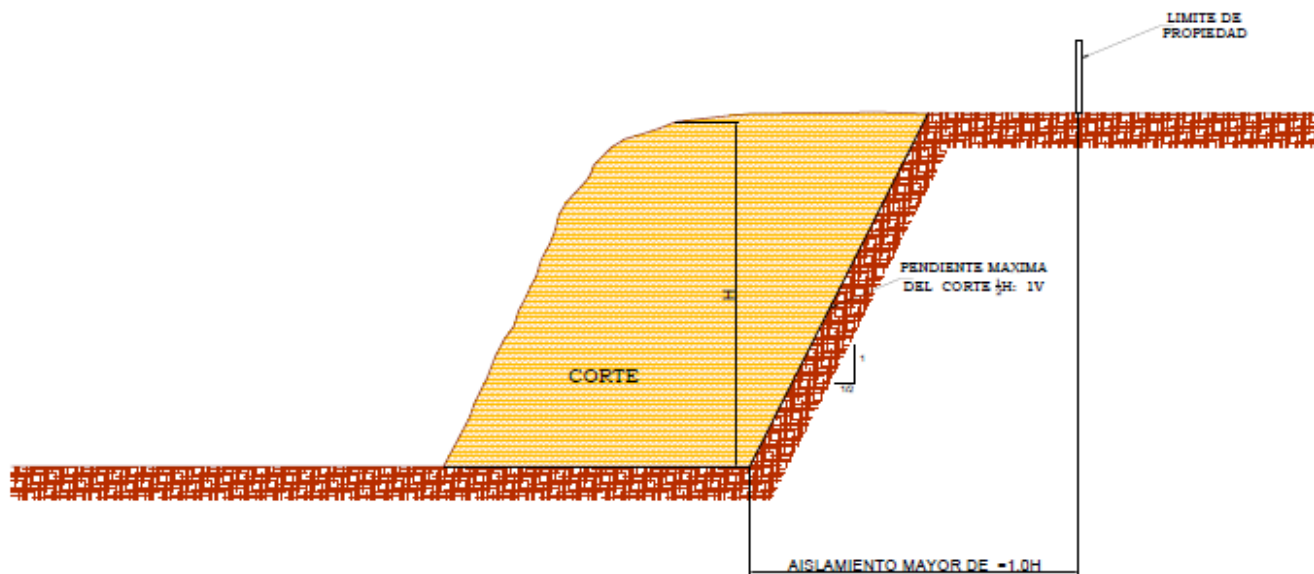 LIMITE DE
PROPIEDAD
H
PENDIENTE MAXIMA
DEL CORTE ½H: 1V
1
1/2
CORTE
AISLAMIENTO MAYOR DE =1.0H